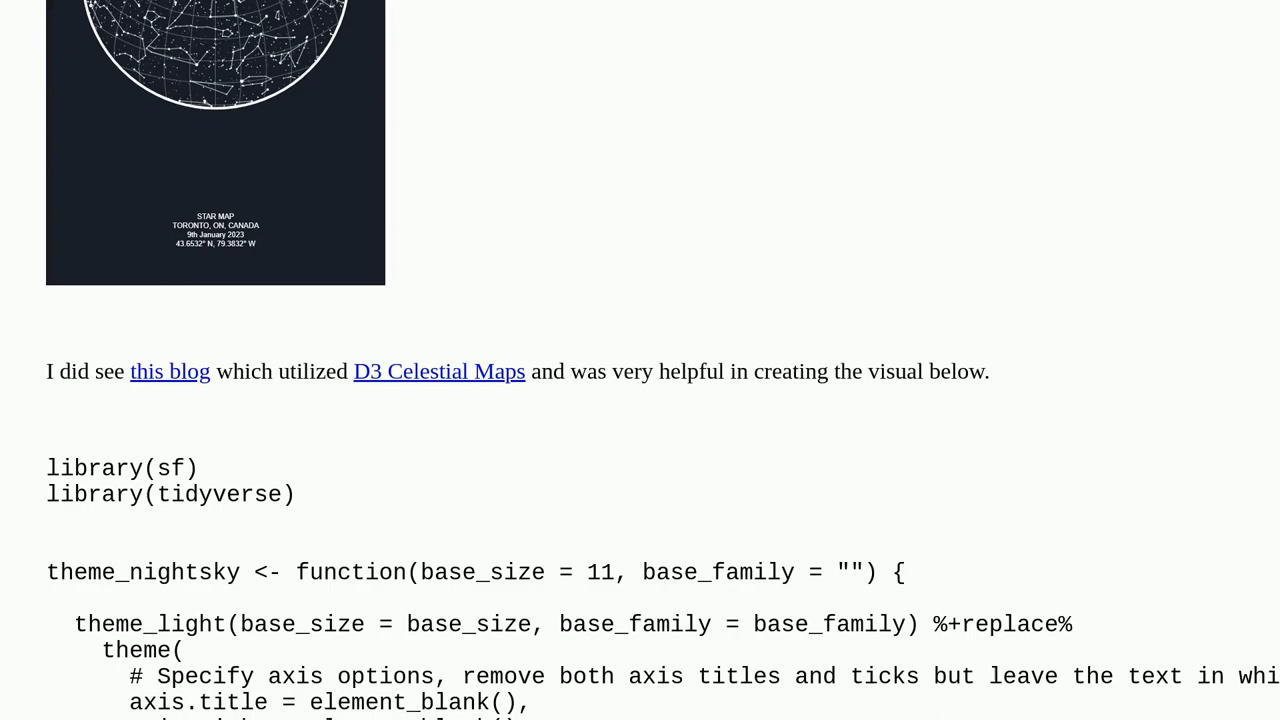 STAR MAP
TORONTO, ON, CANADA
9th January 2023
43.6532° N, 79.3832° W
I did see this blog which utilized D3 Celestial Maps and was very helpful in creating the visual below.
library(sf)
library(tidyverse)
theme_nightsky <- function(base_size = 11, base_family = "") {
  theme_light(base_size = base_size, base_family = base_family) %+replace%
    theme(
      # Specify axis options, remove both axis titles and ticks but leave the text in whi
      axis.title = element_blank(),